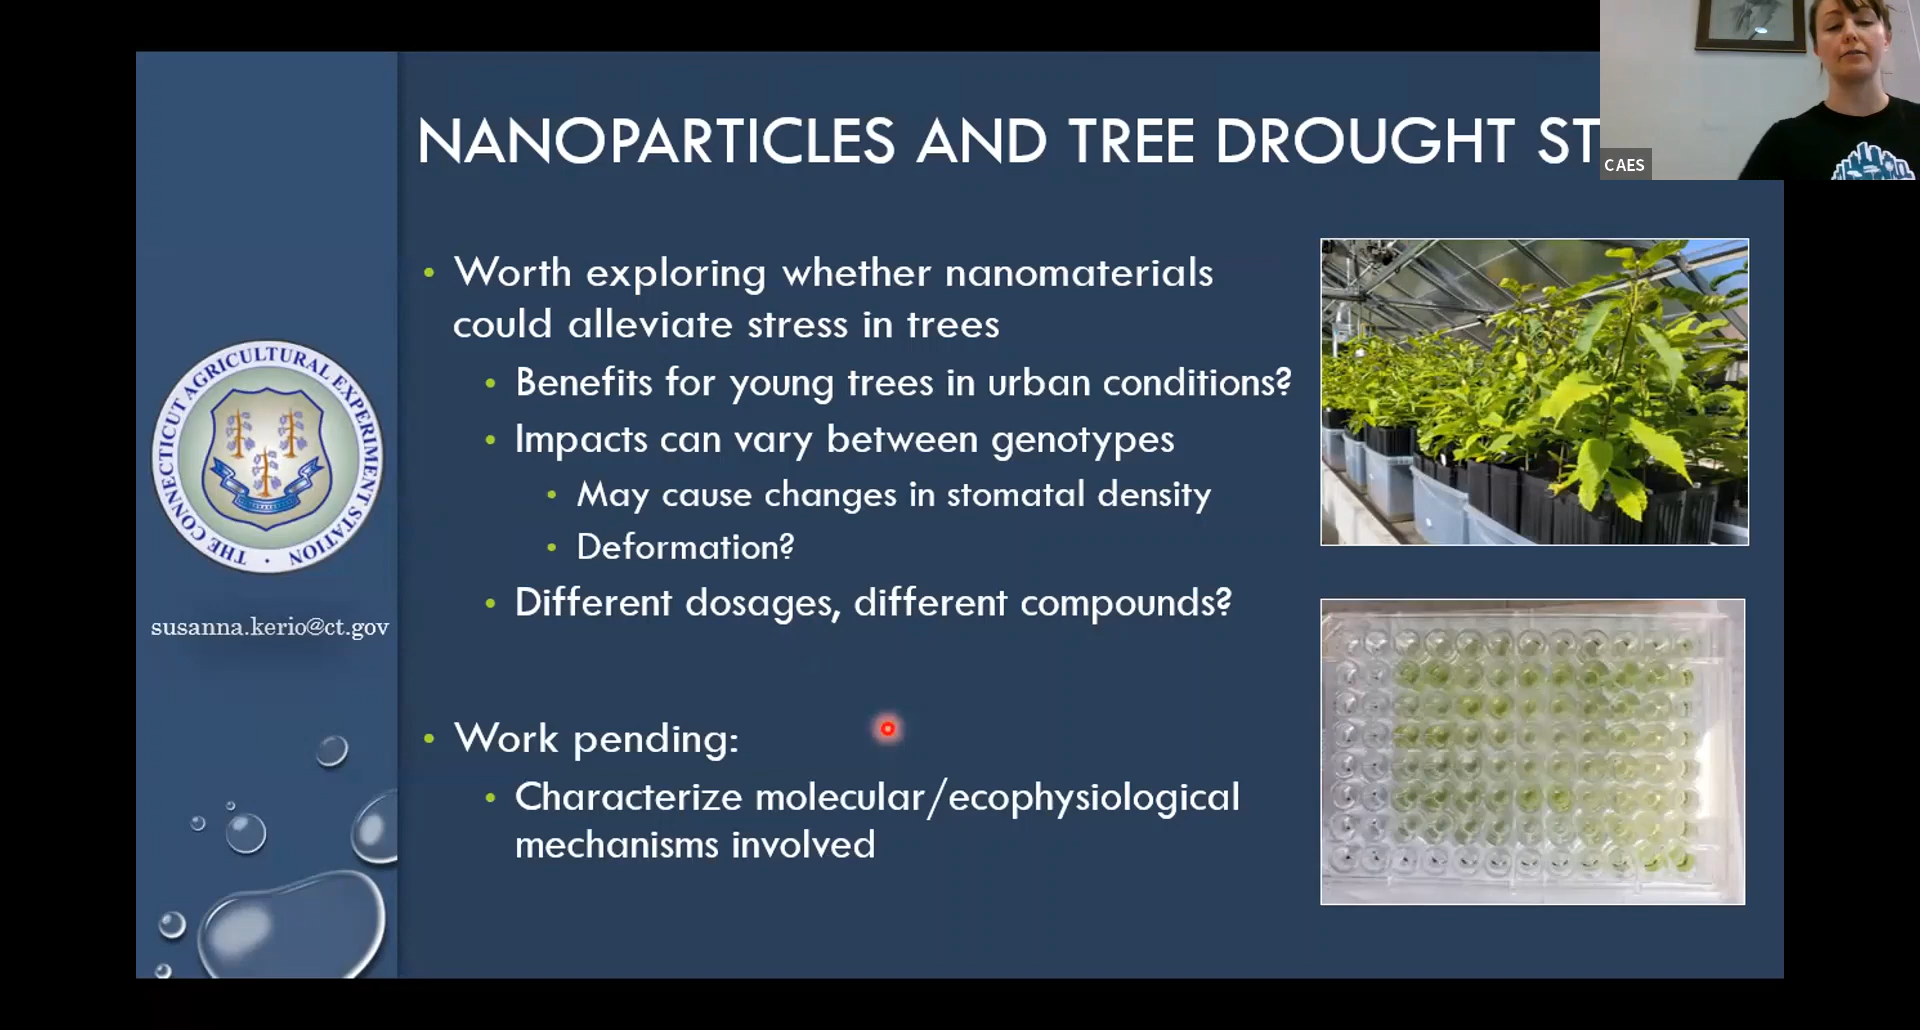 NANOPARTICLES AND TREE DROUGHT ST
CAES
• Worth exploring whether nanomaterials
could alleviate stress in trees
• Benefits for young trees in urban conditions?
• Impacts can vary between genotypes
• May cause changes in stomatal density
• Deformation?
• Different dosages, different compounds?
• Work pending:
• Characterize molecular/ecophysiological
mechanisms involved
THE CONNECTICUT AGRICULTURAL EXPERIMENT STATION •
susanna.kerio@ct.gov